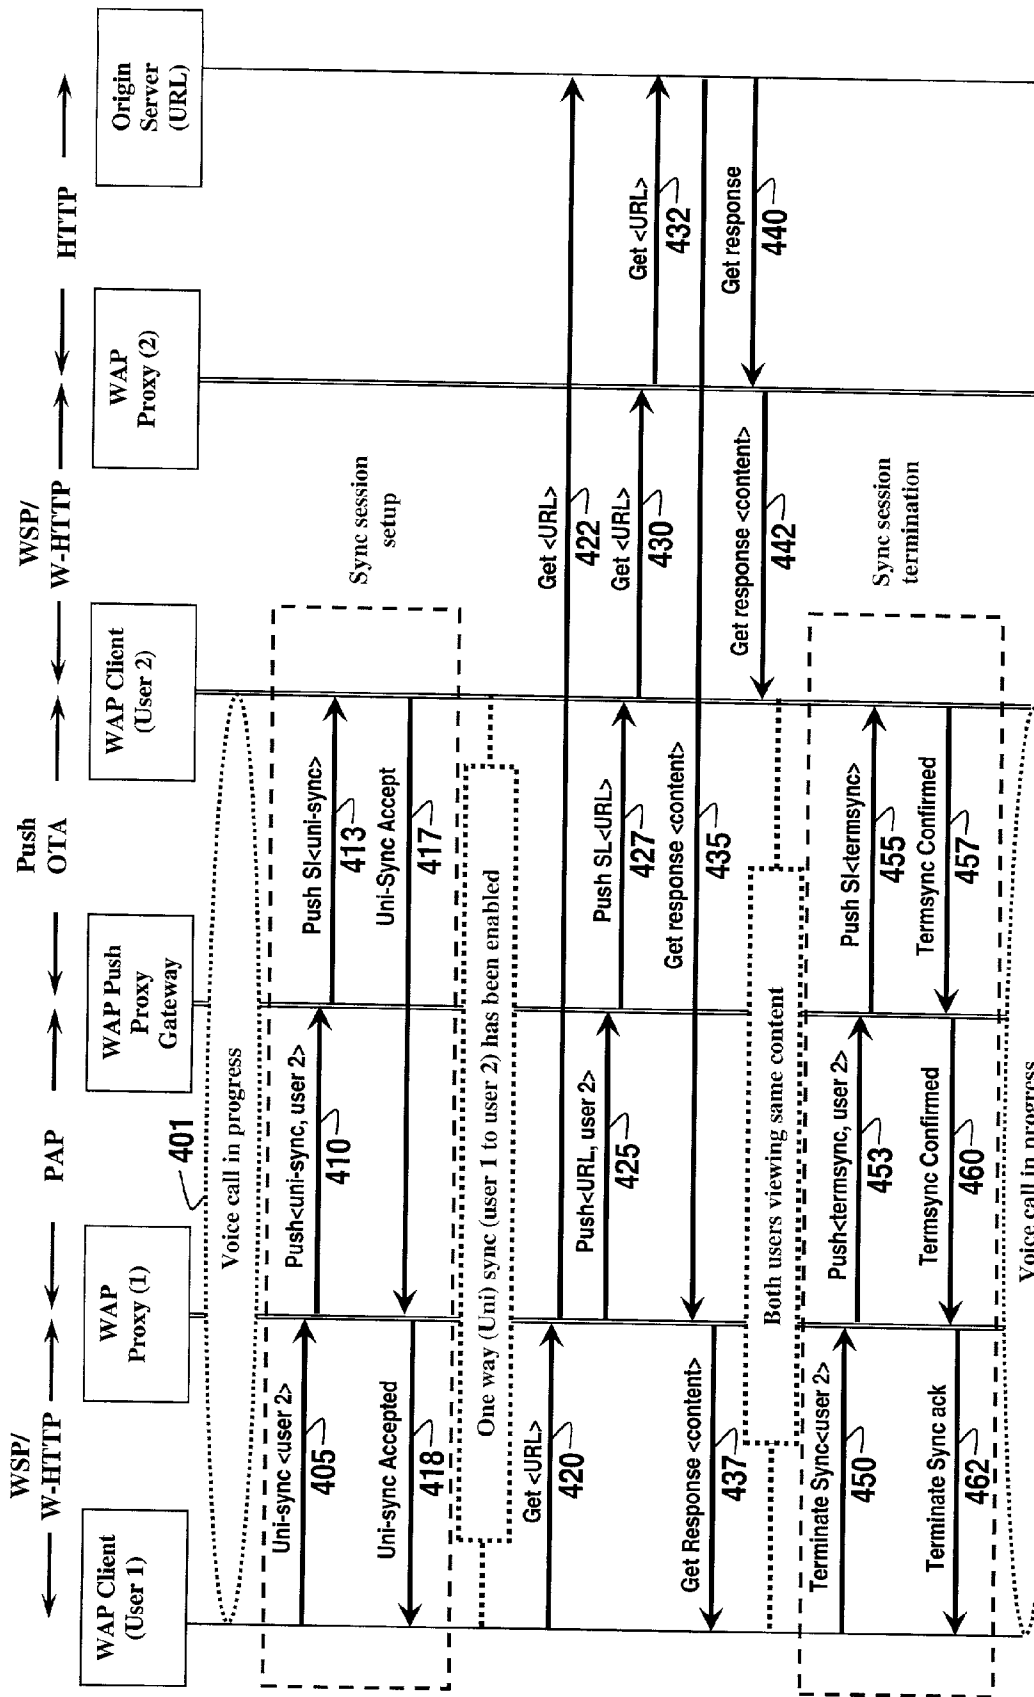 WSP/
W-HTTP
PAP
Push
OTA
WSP/
W-HTTP
HTTP
WAP Client
(User 1)
WAP
Proxy (1)
WAP Push
Proxy
Gateway
WAP Client
(User 2)
WAP
Proxy (2)
Origin
Server
(URL)
401
Voice call in progress
Uni-sync <user 2>
405
Push<uni-sync, user 2>
410
Push SI<uni-sync>
413
Sync session
setup
Uni-Sync Accept
417
Uni-sync Accepted
418
One way (Uni) sync (user 1 to user 2) has been enabled
Get <URL>
420
Get <URL>
422
Push<URL, user 2>
425
Push SL<URL>
427
Get <URL>
430
Get <URL>
432
Get response <content>
435
Get Response <content>
437
Get response
440
Get response <content>
442
Both users viewing same content
Terminate Sync<user 2>
450
Push<termsync, user 2>
453
Push SI<termsync>
455
Sync session
termination
Termsync Confirmed
457
Termsync Confirmed
460
Terminate Sync ack
462
Voice call in progress